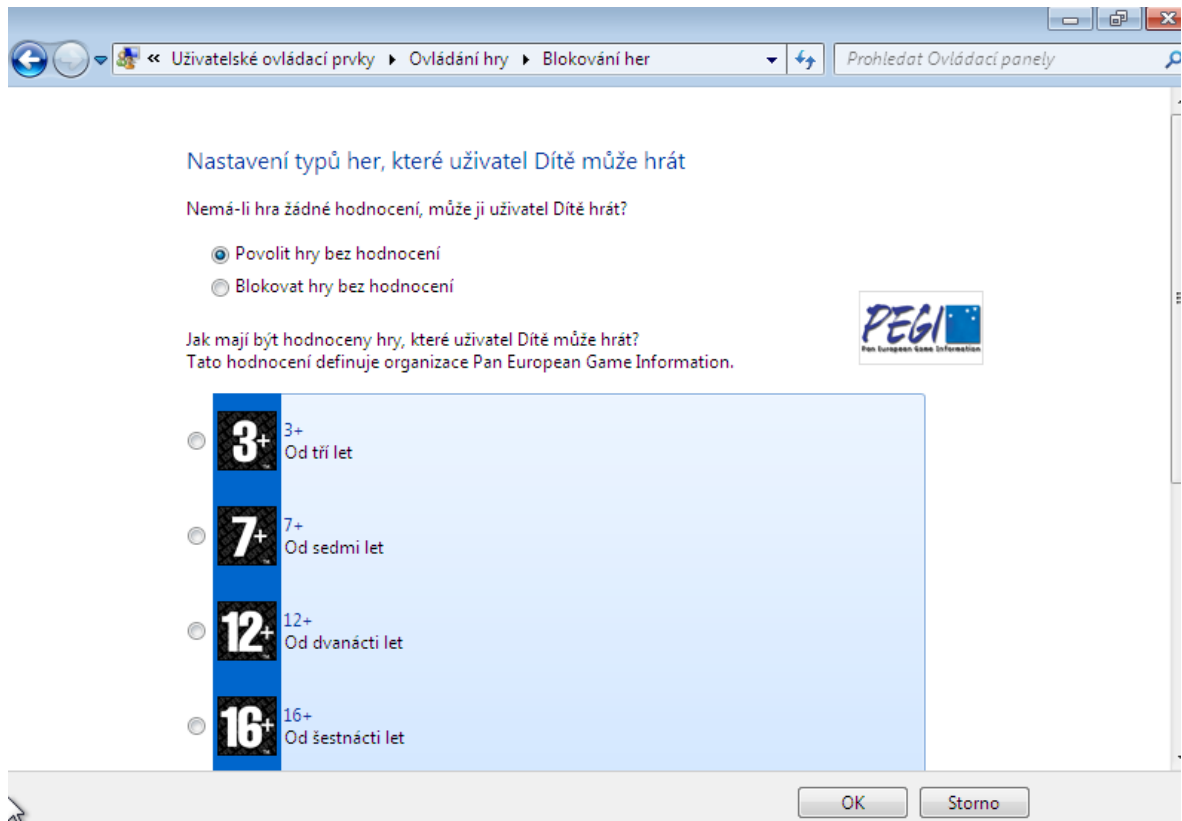 « Uživatelské ovládací prvky Ovládání hry Blokování her
Prohledat Ovládací panely
Nastavení typů her, které uživatel Dítě může hrát
Nemá-li hra žádné hodnocení, může ji uživatel Dítě hrát?
Povolit hry bez hodnocení
Blokovat hry bez hodnocení
PEGI
Pan European Game Information
Jak mají být hodnoceny hry, které uživatel Dítě může hrát?
Tato hodnocení definuje organizace Pan European Game Information.
3+
3+
Od tří let
7+
7+
Od sedmi let
12+
12+
Od dvanácti let
16+
16+
Od šestnácti let
OK
Storno